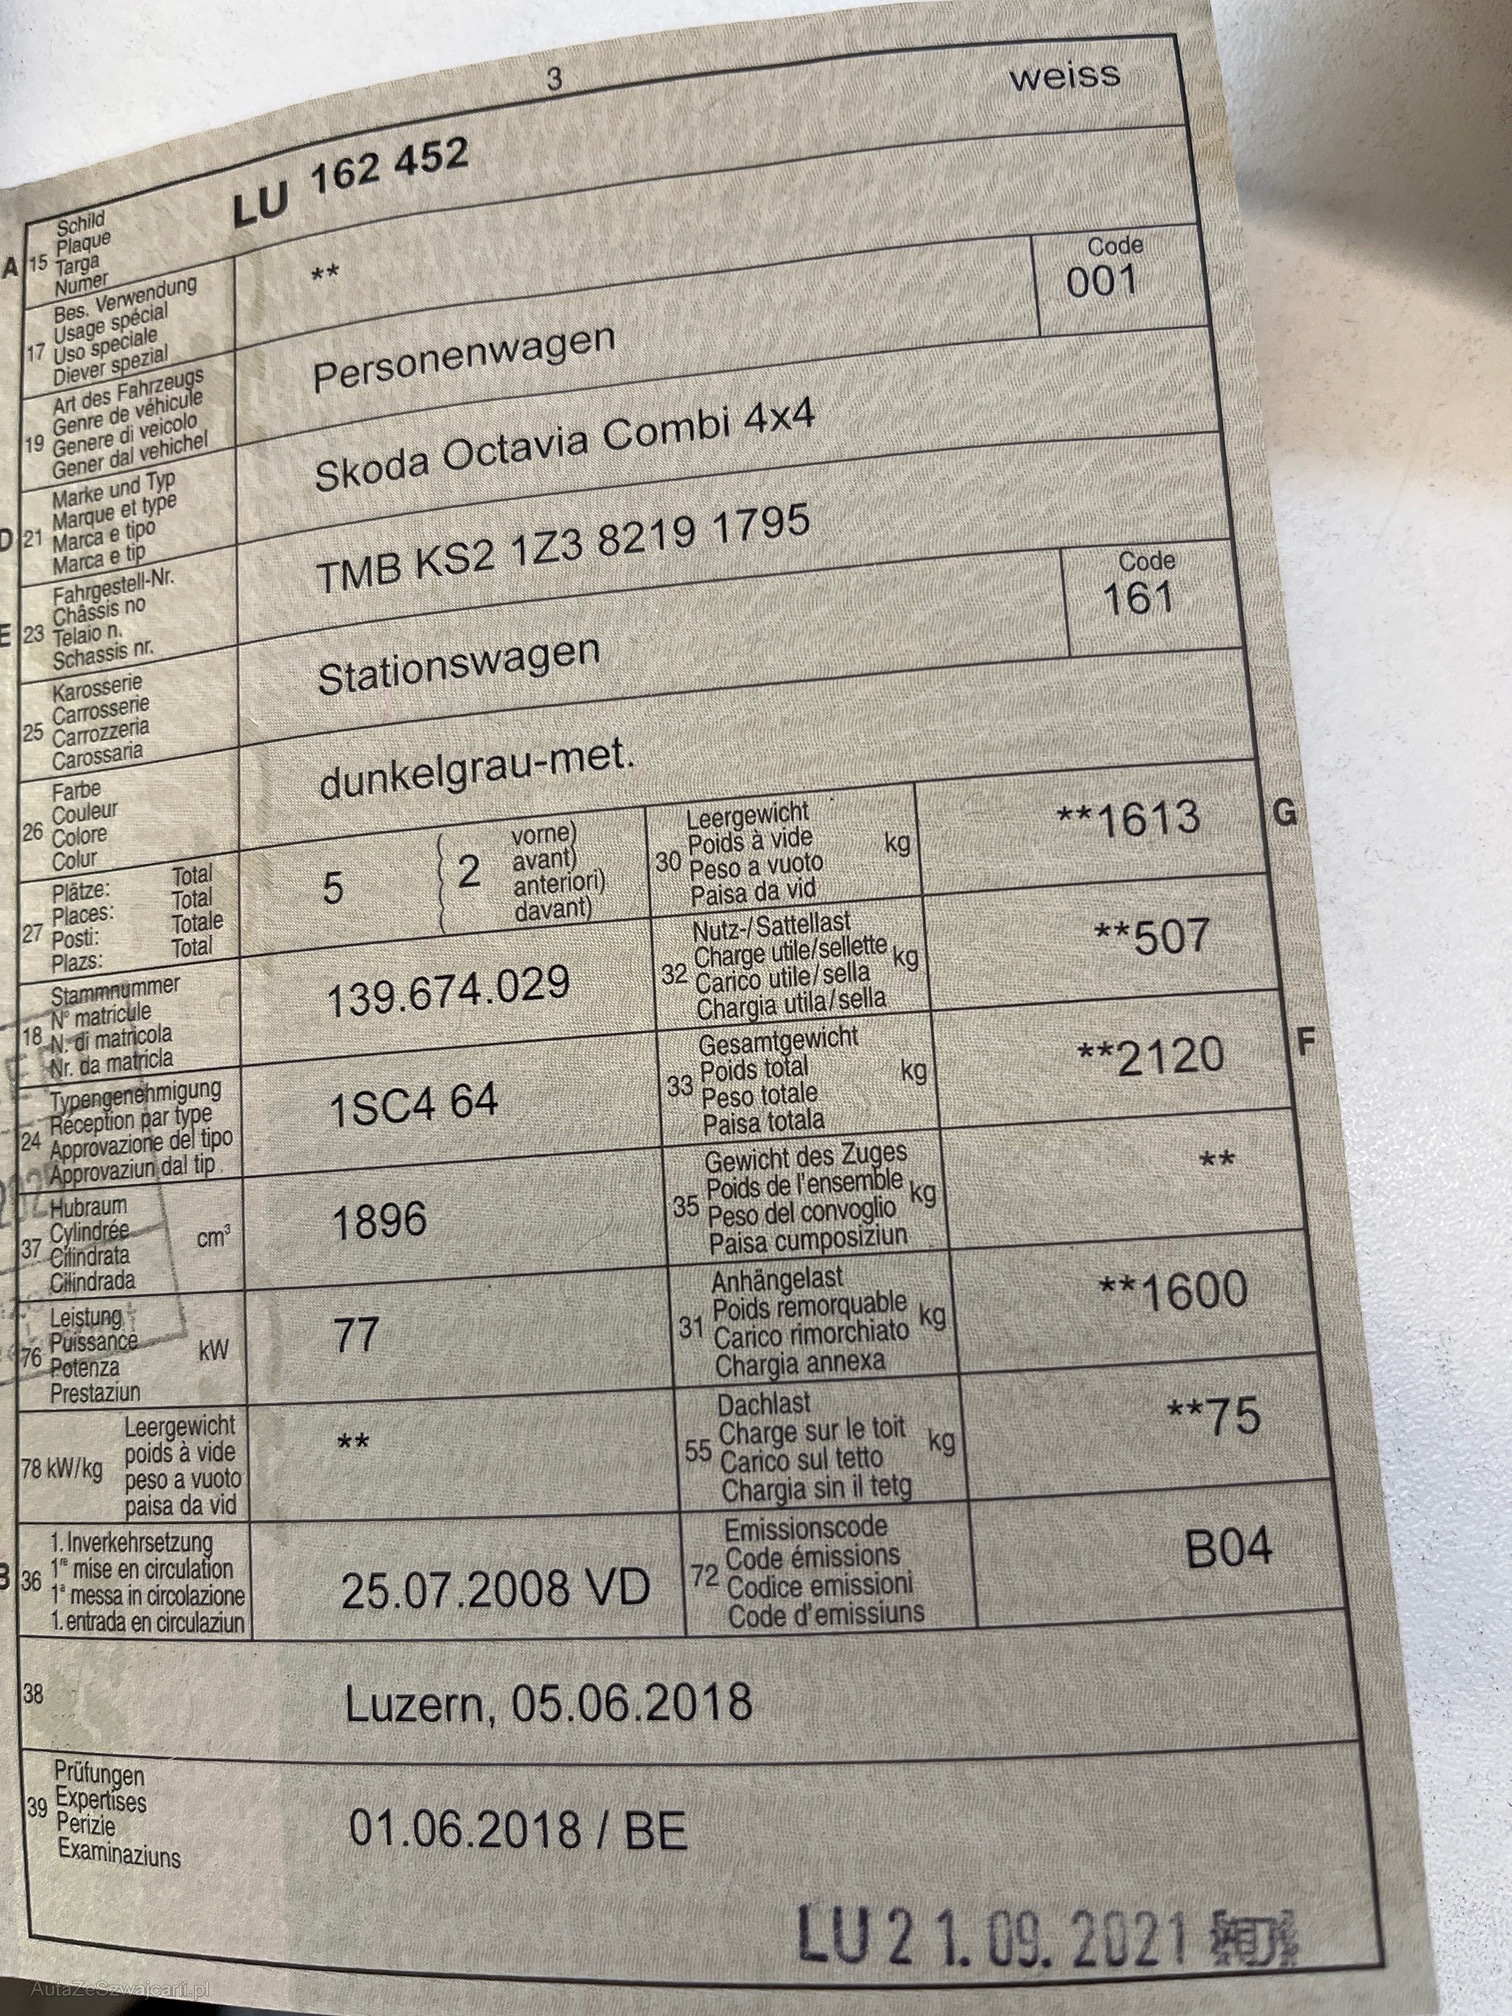 3
weiss
A 15 Schild
Plaque
Targa
Numer
LU 162 452
17 Bes. Verwendung
Usage spécial
Uso speciale
Diever spezial
**
19 Art des Fahrzeugs
Genre de véhicule
Genere di veicolo
Gener dal vehichel
Personenwagen
Code
001
D 21 Marke und Typ
Marque et type
Marca e tipo
Marca e tip
Skoda Octavia Combi 4x4
E 23 Fahrgestell-Nr.
Châssis no
Telaio n.
Schassis nr.
TMB KS2 1Z3 8219 1795
25 Karosserie
Carrosserie
Carrozzeria
Carossaria
Stationswagen
Code
161
26 Farbe
Couleur
Colore
Colur
dunkelgrau-met.
27 Plätze: Total
Places: Total
Posti: Totale
Plazs: Total
5
2
vorne)
avant)
anteriori)
davant)
30 Leergewicht
Poids à vide
Peso a vuoto
Paisa da vid
kg
**1613
G
18 Stammnummer
N° matricule
N. di matricola
Nr. da matricla
139.674.029
32 Nutz-/Sattellast
Charge utile/sellette
Carico utile/sella
Chargia utila/sella
kg
**507
24 Typengenehmigung
Réception par type
Approvazione del tipo
Approvaziun dal tip
1SC4 64
33 Gesamtgewicht
Poids total
Peso totale
Paisa totala
kg
**2120
F
37 Hubraum
Cylindrée
Cilindrata
Cilindrada
cm³
1896
35 Gewicht des Zuges
Poids de l'ensemble
Peso del convoglio
Paisa cumposiziun
kg
**
76 Leistung
Puissance
Potenza
Prestaziun
kW
77
31 Anhängelast
Poids remorquable
Carico rimorchiato
Chargia annexa
kg
**1600
78 kW/kg
Leergewicht
poids à vide
peso a vuoto
paisa da vid
**
55 Dachlast
Charge sur le toit
Carico sul tetto
Chargia sin il tetg
kg
**75
B 36 1. Inverkehrsetzung
1re mise en circulation
1a messa in circolazione
1. entrada en circulaziun
25.07.2008 VD
72 Emissionscode
Code émissions
Codice emissioni
Code d'emissiuns
B04
38
Luzern, 05.06.2018
39 Prüfungen
Expertises
Perizie
Examinaziuns
01.06.2018 / BE
LU 21.09.2021
AutaZeSzwajcarii.pl